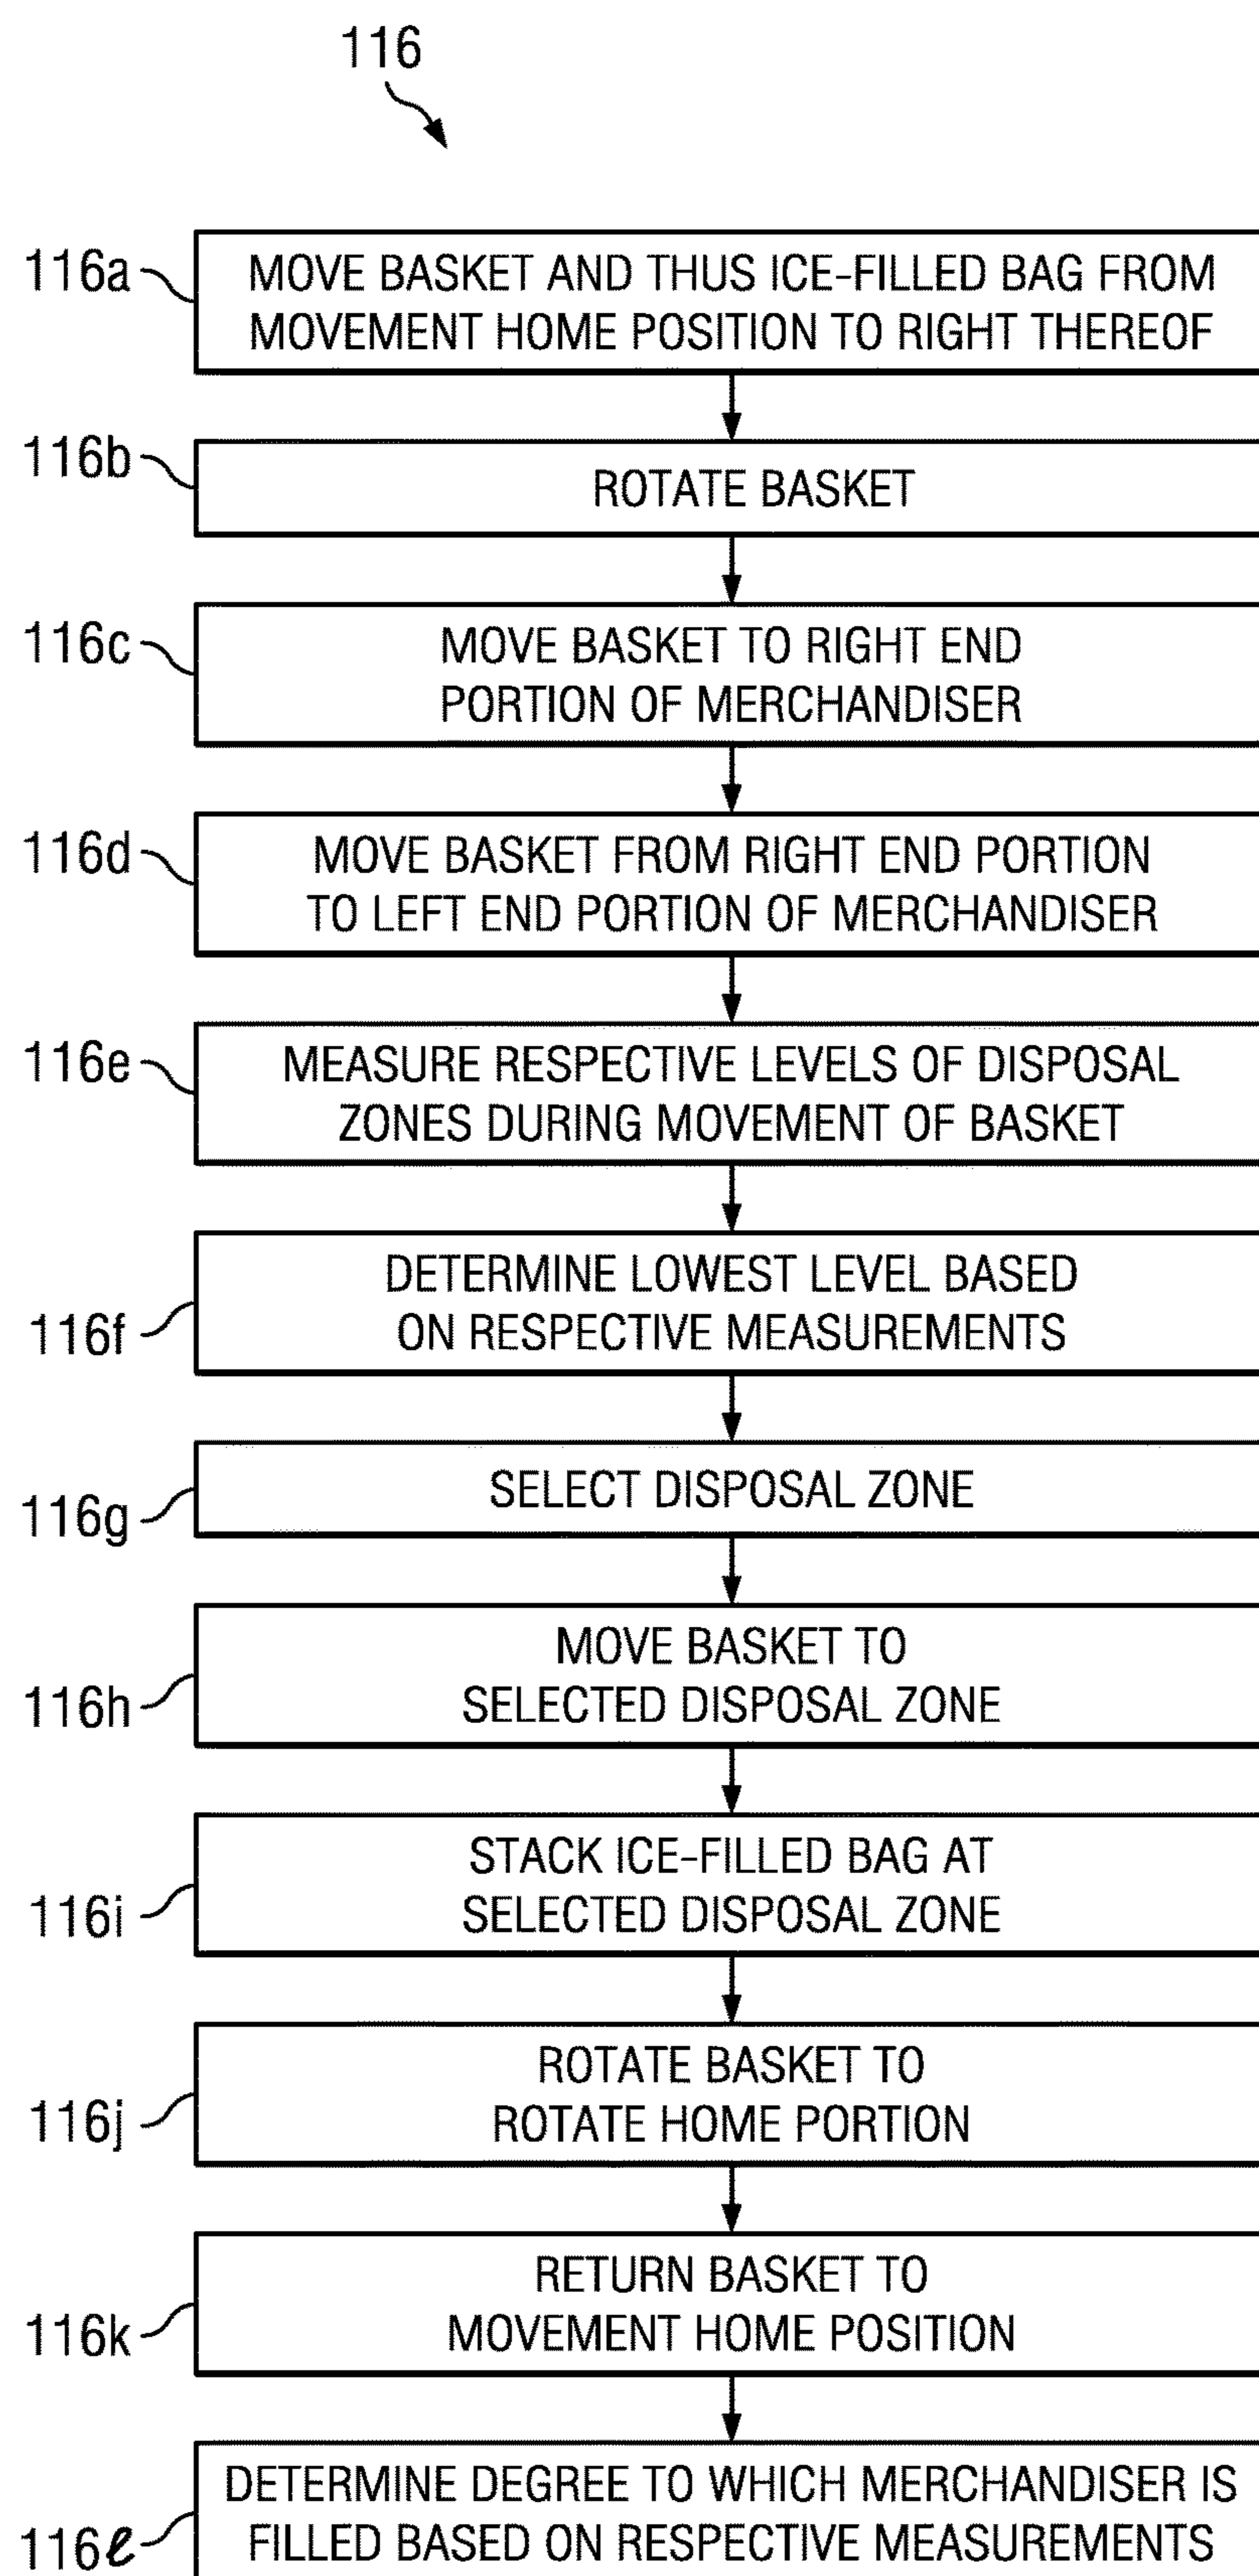 116
116a
MOVE BASKET AND THUS ICE-FILLED BAG FROM
MOVEMENT HOME POSITION TO RIGHT THEREOF
116b
ROTATE BASKET
116c
MOVE BASKET TO RIGHT END
PORTION OF MERCHANDISER
116d
MOVE BASKET FROM RIGHT END PORTION
TO LEFT END PORTION OF MERCHANDISER
116e
MEASURE RESPECTIVE LEVELS OF DISPOSAL
ZONES DURING MOVEMENT OF BASKET
116f
DETERMINE LOWEST LEVEL BASED
ON RESPECTIVE MEASUREMENTS
116g
SELECT DISPOSAL ZONE
116h
MOVE BASKET TO
SELECTED DISPOSAL ZONE
116i
STACK ICE-FILLED BAG AT
SELECTED DISPOSAL ZONE
116j
ROTATE BASKET TO
ROTATE HOME PORTION
116k
RETURN BASKET TO
MOVEMENT HOME POSITION
116ℓ
DETERMINE DEGREE TO WHICH MERCHANDISER IS
FILLED BASED ON RESPECTIVE MEASUREMENTS